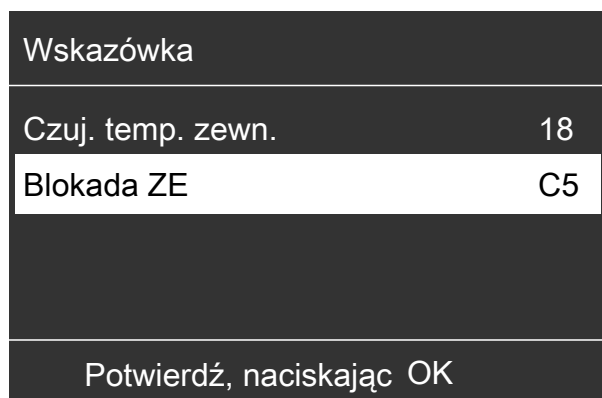 Wskazówka
Czuj. temp. zewn. 18
Blokada ZE C5
Potwierdź, naciskając OK